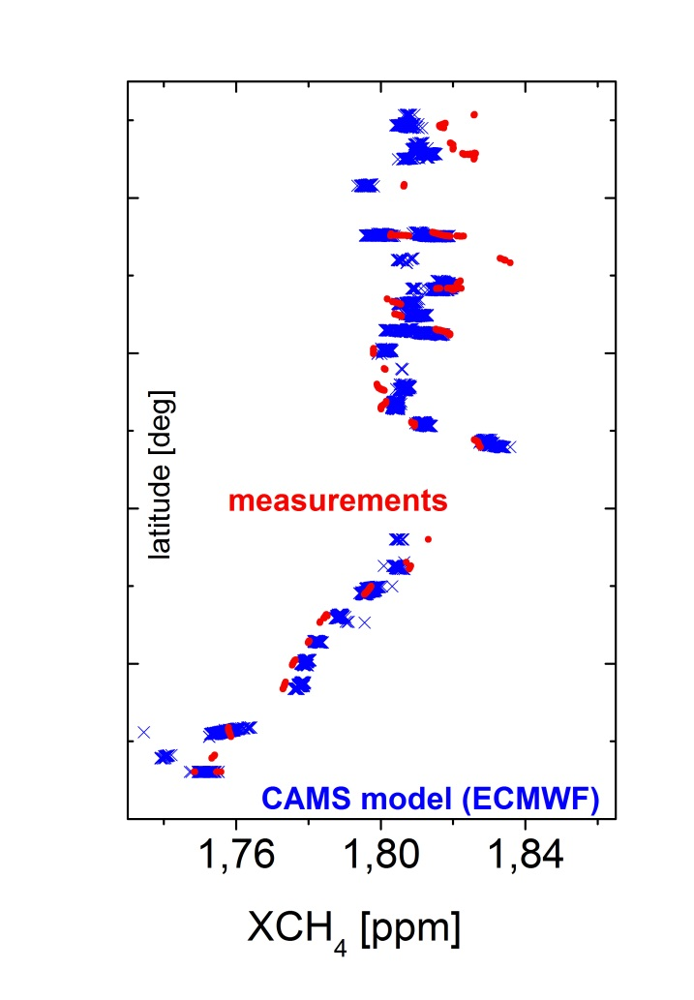 latitude [deg]
measurements
CAMS model (ECMWF)
1,76 1,80 1,84
XCH4 [ppm]